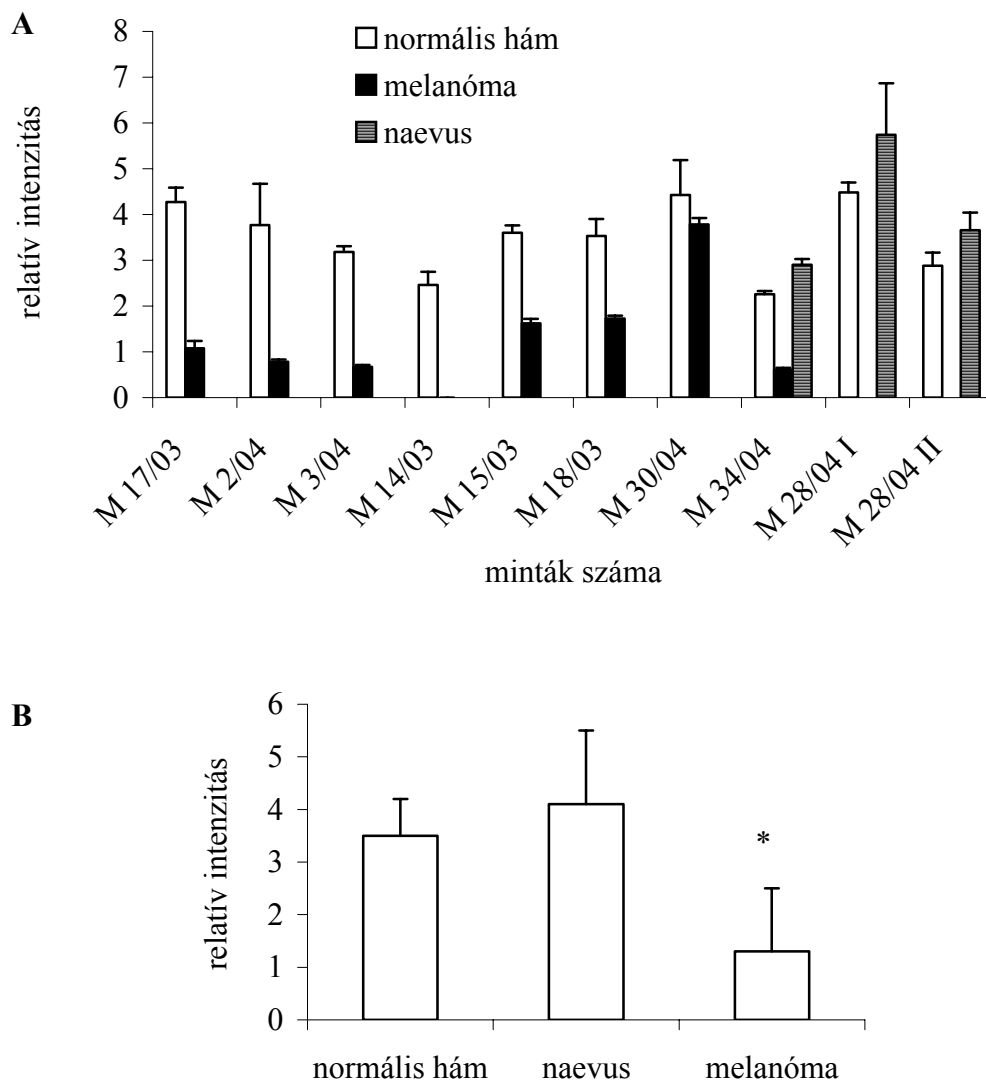 A
8
7
6
5
4
3
2
1
0
relatív intenzitás
normális hám
melanóma
naevus
M 17/03
M 2/04
M 3/04
M 14/03
M 15/03
M 18/03
M 30/04
M 34/04
M 28/04 I
M 28/04 II
minták száma
B
6
5
4
3
2
1
0
relatív intenzitás
*
normális hám
naevus
melanóma